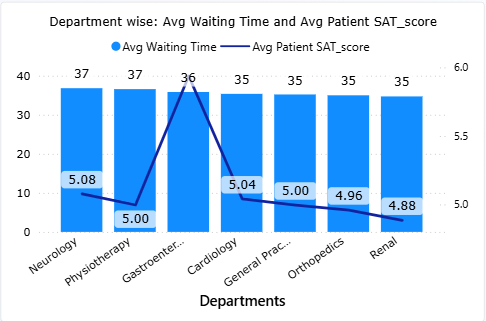 Department wise: Avg Waiting Time and Avg Patient SAT_score
Avg Waiting Time Avg Patient SAT_score
37 37 36 35 35 35 35
40
30
20
10
0
6.0
5.5
5.0
5.08 5.00 5.04 5.00 4.96 4.88
Neurology
Physiotherapy
Gastroenter...
Cardiology
General Prac...
Orthopedics
Renal
Departments